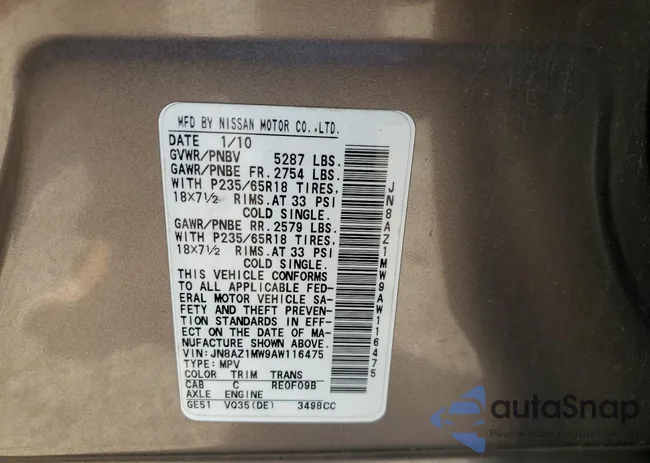 MFD BY NISSAN MOTOR CO.,LTD.
DATE 1/10
GVWR/PNBV 5287 LBS.
GAWR/PNBE FR. 2754 LBS.
WITH P235/65R18 TIRES,
18X7½ RIMS.AT 33 PSI
COLD SINGLE.
GAWR/PNBE RR. 2579 LBS.
WITH P235/65R18 TIRES,
18X7½ RIMS.AT 33 PSI
COLD SINGLE.
THIS VEHICLE CONFORMS
TO ALL APPLICABLE FED-
ERAL MOTOR VEHICLE SA-
FETY AND THEFT PREVEN-
TION STANDARDS IN EFF-
ECT ON THE DATE OF MA-
NUFACTURE SHOWN ABOVE.
VIN:JN8AZ1MW9AW116475
TYPE:MPV
COLOR TRIM TRANS
CAB C RE0F09B
AXLE ENGINE
GE51 VQ35(DE) 3498CC
JN8AZ1MW9AW116475
autoSnap